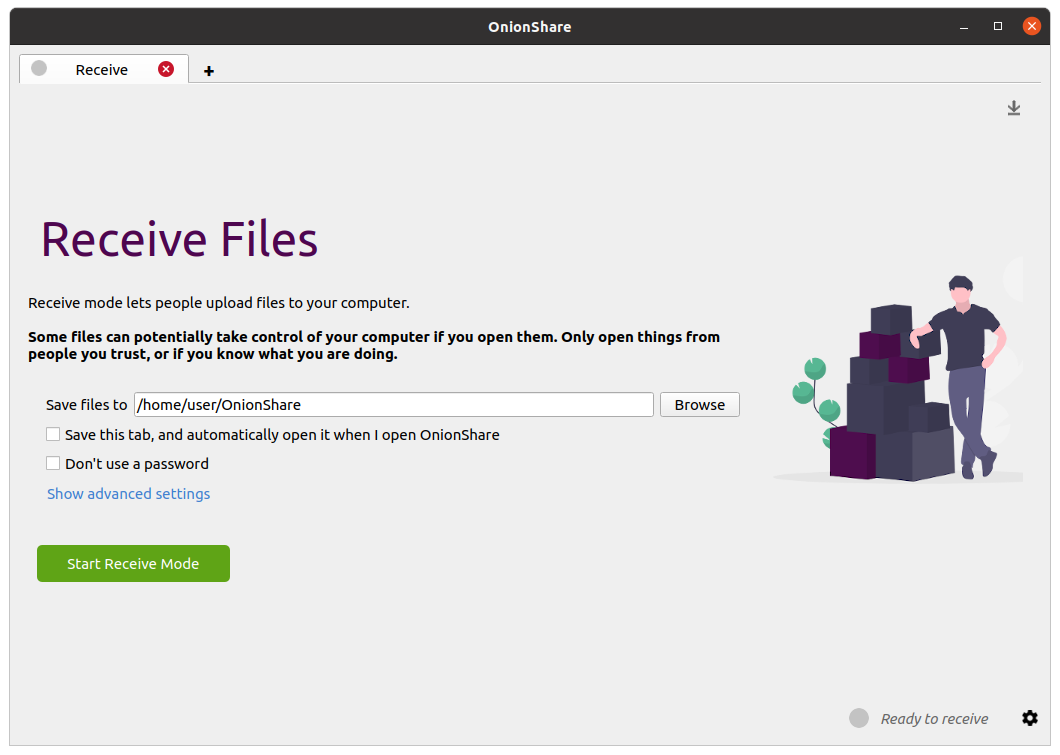 OnionShare
Receive
Receive Files
Receive mode lets people upload files to your computer.
Some files can potentially take control of your computer if you open them. Only open things from
people you trust, or if you know what you are doing.
Save files to /home/user/OnionShare Browse
Save this tab, and automatically open it when I open OnionShare
Don't use a password
Show advanced settings
Start Receive Mode
Ready to receive